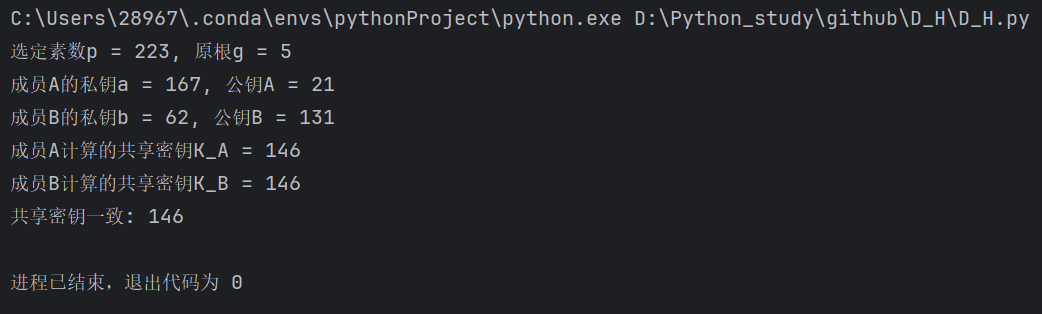 C:\Users\28967\.conda\envs\pythonProject\python.exe D:\Python_study\github\D_H\D_H.py
选定素数p = 223, 原根g = 5
成员A的私钥a = 167, 公钥A = 21
成员B的私钥b = 62, 公钥B = 131
成员A计算的共享密钥K_A = 146
成员B计算的共享密钥K_B = 146
共享密钥一致: 146
进程已结束，退出代码为 0